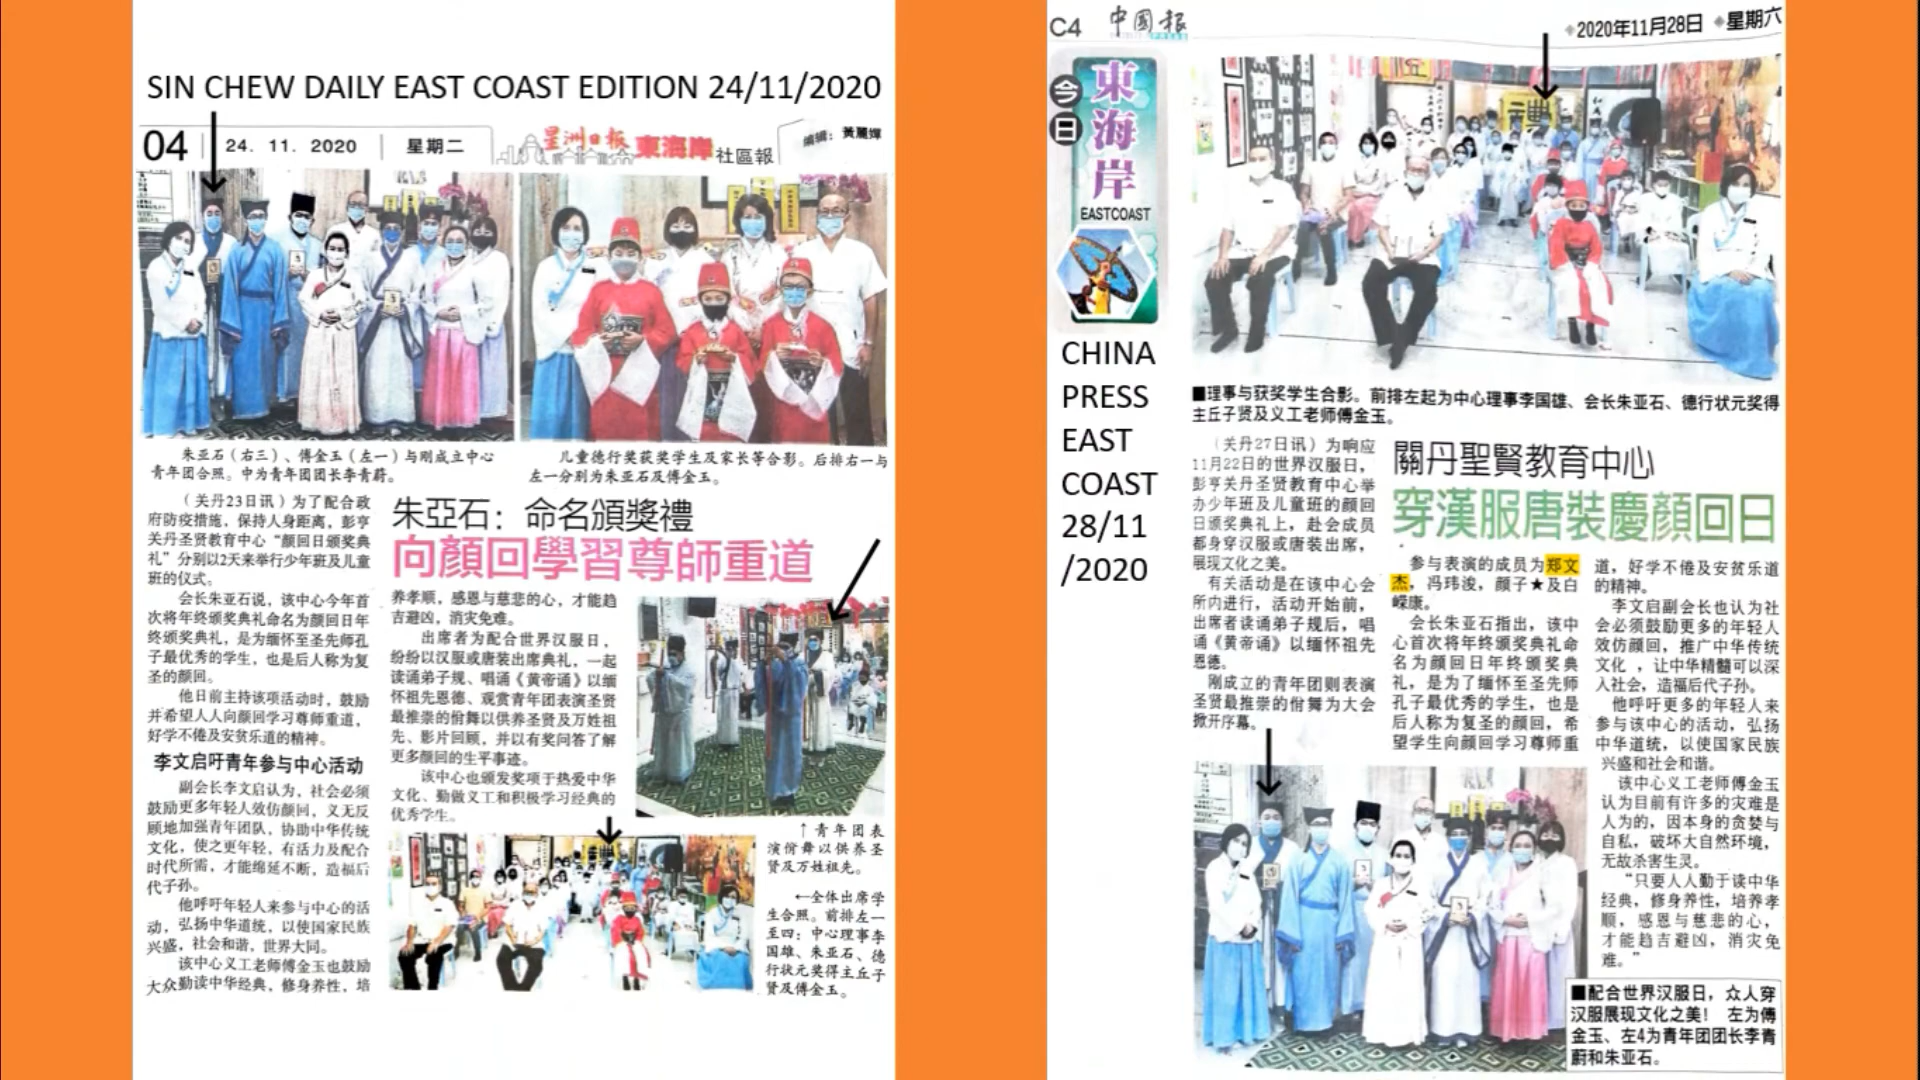 SIN CHEW DAILY EAST COAST EDITION 24/11/2020
04
24. 11. 2020
星期二
星洲日报 東海岸 社區報
编辑：黃麗嬋
朱亚石（右三）、傅金玉（左一）与刚成立中心
青年团合照。中为青年团团长李青蔚。
儿童德行奖获奖学生及家长等合影。后排右一与
左一分别为朱亚石及傅金玉。
（关丹23日讯）为了配合政
府防疫措施，保持人身距离，彭亨
关丹圣贤教育中心“颜回日颁奖典
礼”分别以2天来举行少年班及儿童
班的仪式。
会长朱亚石说，该中心今年首
次将年终颁奖典礼命名为颜回日年
终颁奖典礼，是为缅怀至圣先师孔
子最优秀的学生，也是后人称为复
圣的颜回。
他日前主持该项活动时，鼓励
并希望人人向颜回学习尊师重道，
好学不倦及安贫乐道的精神。
李文启吁青年参与中心活动
副会长李文启认为，社会必须
鼓励更多年轻人效仿颜回，义无反
顾地加强青年团队，协助中华传统
文化，使之更年轻，有活力及配合
时代所需，才能绵延不断，造福后
代子孙。
他呼吁年轻人来参与中心的活
动，弘扬中华道统，以使国家民族
兴盛，社会和谐，世界大同。
该中心义工老师傅金玉也鼓励
大众勤读中华经典，修身养性，培
朱亞石：命名頒獎禮
向顏回學習尊師重道
养孝顺，感恩与慈悲的心，才能趋
吉避凶，消灾免难。
出席者为配合世界汉服日，
纷纷以汉服或唐装出席典礼，一起
读诵弟子规、唱诵《黄帝诵》以缅
怀祖先恩德、观赏青年团表演圣贤
最推崇的佾舞以供养圣贤及万姓祖
先、影片回顾，并以有奖问答了解
更多颜回的生平事迹。
该中心也颁发奖项于热爱中华
文化、勤做义工和积极学习经典的
优秀学生。
↑青年团表
演佾舞以供养圣
贤及万姓祖先。
←全体出席学
生合照。前排左一
至四：中心理事李
国雄、朱亚石、德
行状元奖得主丘子
贤及傅金玉。
C4
中國報
2020年11月28日
星期六
今日
東海岸
EASTCOAST
CHINA
PRESS
EAST
COAST
28/11
/2020
禮
■理事与获奖学生合影。前排左起为中心理事李国雄、会长朱亚石、德行状元奖得
主丘子贤及义工老师傅金玉。
（关丹27日讯）为响应
11月22日的世界汉服日，
彭亨关丹圣贤教育中心举
办少年班及儿童班的颜回
日颁奖典礼上，赴会成员
都身穿汉服或唐装出席，
展现文化之美。
有关活动是在该中心会
所内进行，活动开始前，
出席者读诵弟子规后，唱
诵《黄帝诵》以缅怀祖先
恩德。
刚成立的青年团则表演
圣贤最推崇的佾舞为大会
掀开序幕。
關丹聖賢教育中心
穿漢服唐裝慶顏回日
参与表演的成员为郑文
杰，冯玮浚，颜子★及白
嵘康。
会长朱亚石指出，该中
心首次将年终颁奖典礼命
名为颜回日年终颁奖典
礼，是为了缅怀至圣先师
孔子最优秀的学生，也是
后人称为复圣的颜回，希
望学生向颜回学习尊师重
道，好学不倦及安贫乐道
的精神。
李文启副会长也认为社
会必须鼓励更多的年轻人
效仿颜回，推广中华传统
文化，让中华精髓可以深
入社会，造福后代子孙。
他呼吁更多的年轻人来
参与该中心的活动，弘扬
中华道统，以使国家民族
兴盛和社会和谐。
该中心义工老师傅金玉
认为目前有许多的灾难是
人为的，因本身的贪婪与
自私，破坏大自然环境，
无故杀害生灵。
“只要人人勤于读中华
经典，修身养性，培养孝
顺，感恩与慈悲的心，
才能趋吉避凶，消灾免
难。”
■配合世界汉服日，众人穿
汉服展现文化之美！ 左为傅
金玉、左4为青年团团长李青
蔚和朱亚石。